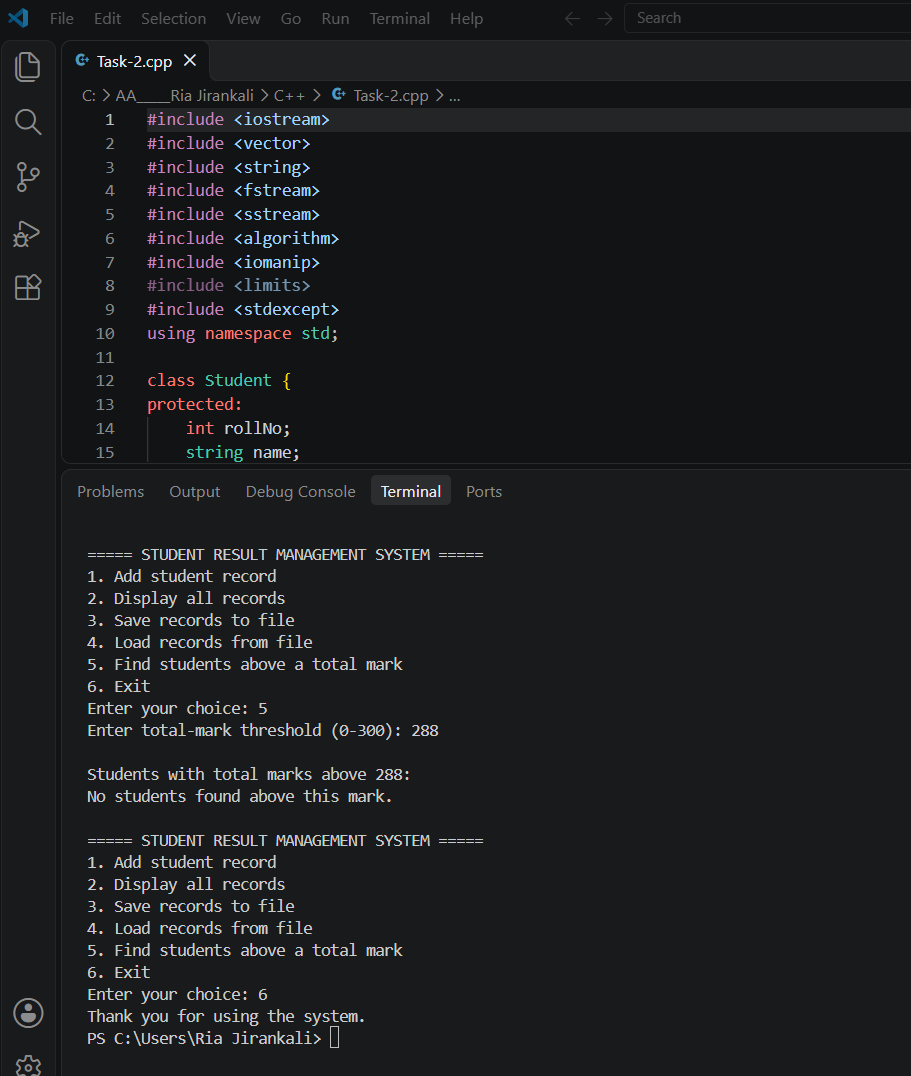 File Edit Selection View Go Run Terminal Help Search
Task-2.cpp
C: > AA____Ria Jirankali > C++ > Task-2.cpp > ...
1 #include <iostream>
2 #include <vector>
3 #include <string>
4 #include <fstream>
5 #include <sstream>
6 #include <algorithm>
7 #include <iomanip>
8 #include <limits>
9 #include <stdexcept>
10 using namespace std;
11
12 class Student {
13 protected:
14 int rollNo;
15 string name;
Problems Output Debug Console Terminal Ports
===== STUDENT RESULT MANAGEMENT SYSTEM =====
1. Add student record
2. Display all records
3. Save records to file
4. Load records from file
5. Find students above a total mark
6. Exit
Enter your choice: 5
Enter total-mark threshold (0-300): 288
Students with total marks above 288:
No students found above this mark.
===== STUDENT RESULT MANAGEMENT SYSTEM =====
1. Add student record
2. Display all records
3. Save records to file
4. Load records from file
5. Find students above a total mark
6. Exit
Enter your choice: 6
Thank you for using the system.
PS C:\Users\Ria Jirankali>